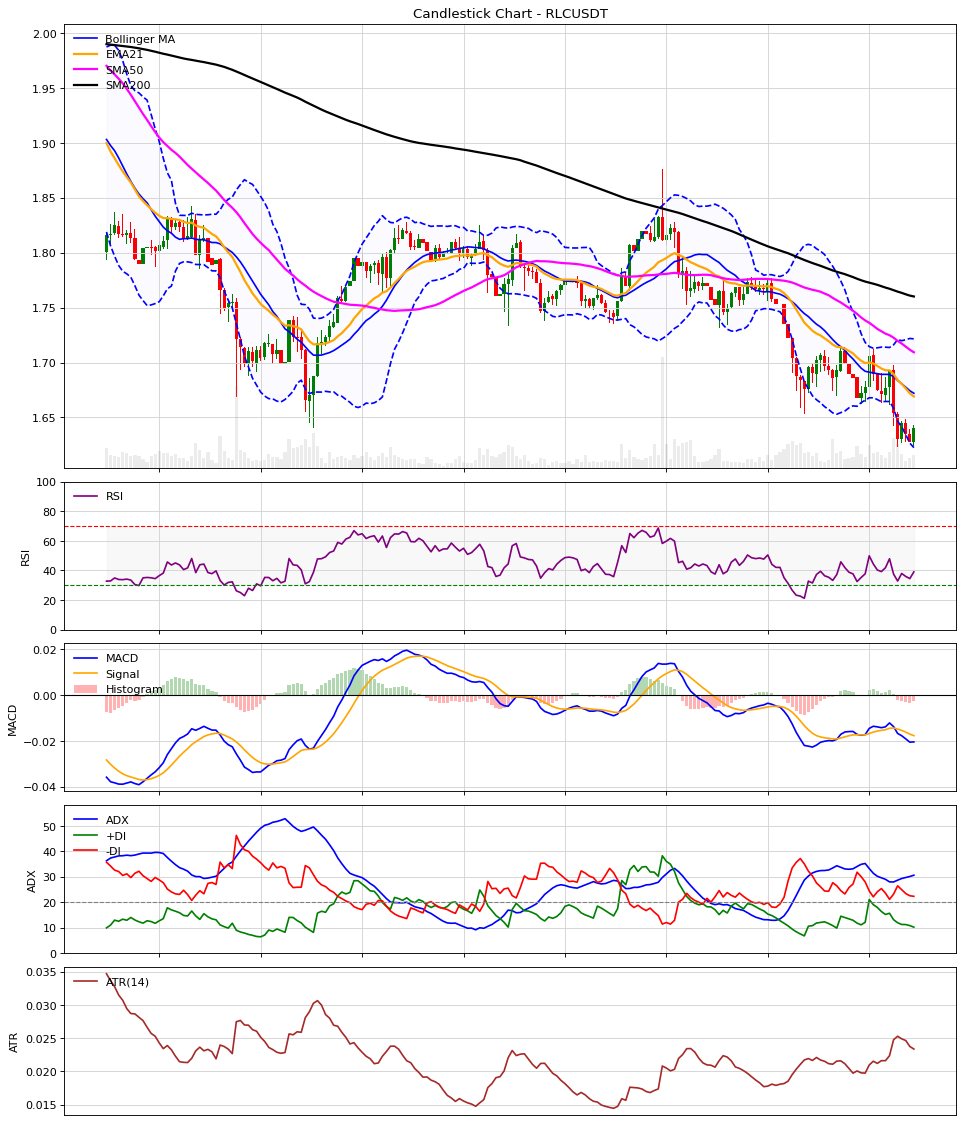 Candlestick Chart - RLCUSDT
Bollinger MA
EMA21
SMA50
SMA200
2.00
1.95
1.90
1.85
1.80
1.75
1.70
1.65
RSI
RSI
100
80
60
40
20
0
MACD
Signal
Histogram
MACD
0.02
0.00
−0.02
−0.04
ADX
+DI
-DI
ADX
50
40
30
20
10
0
ATR(14)
ATR
0.035
0.030
0.025
0.020
0.015